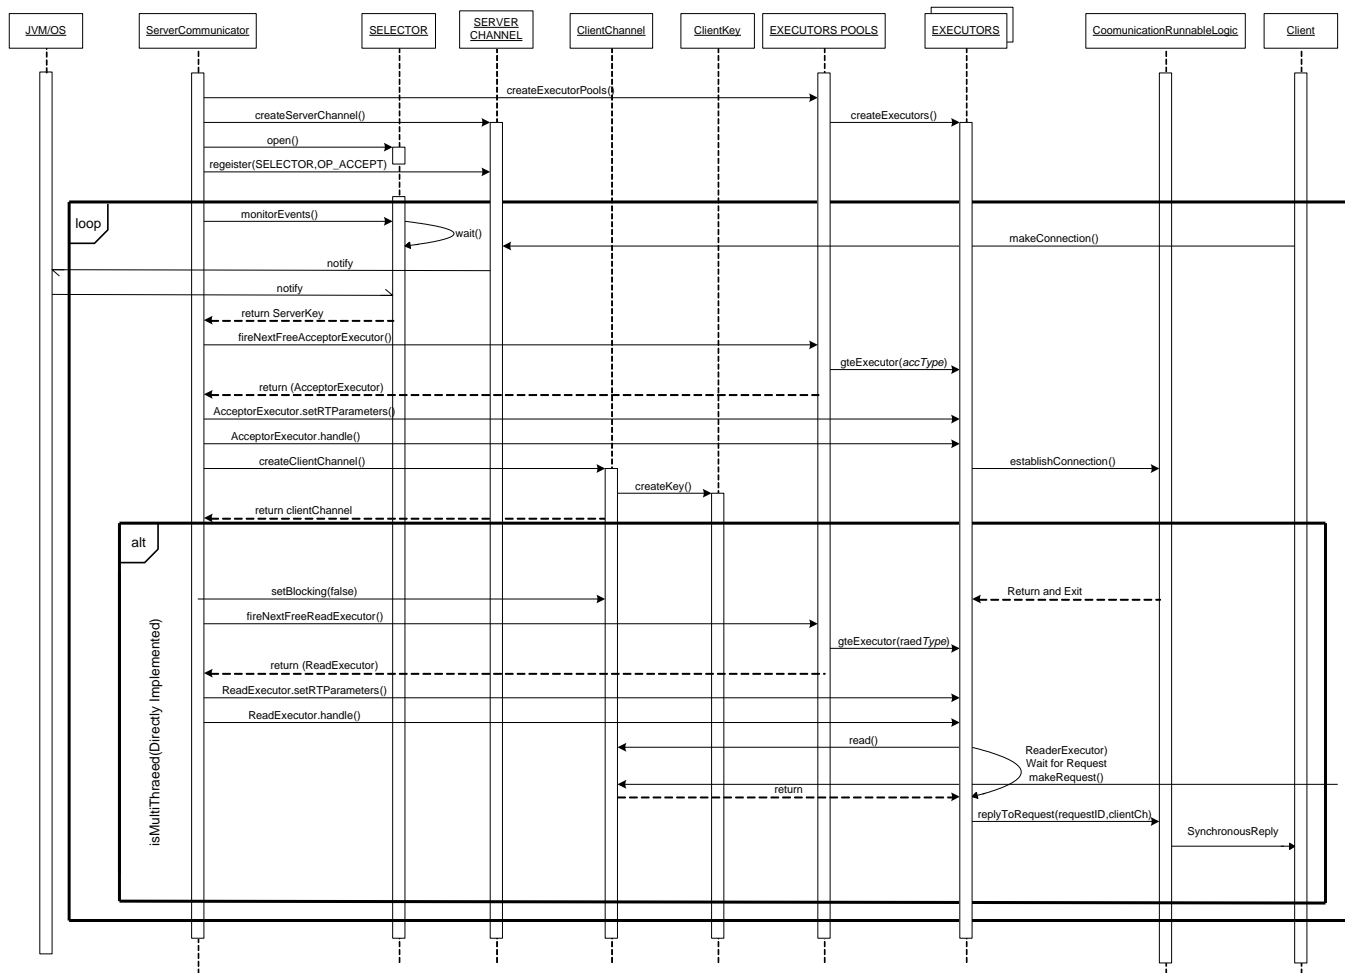 JVM/OS
ServerCommunicator
SELECTOR
SERVER
CHANNEL
ClientChannel
ClientKey
EXECUTORS POOLS
EXECUTORS
CoomunicationRunnableLogic
Client
createExecutorPools()
createServerChannel()
createExecutors()
open()
regeister(SELECTOR,OP_ACCEPT)
loop
monitorEvents()
wait()
makeConnection()
notify
notify
return ServerKey
fireNextFreeAcceptorExecutor()
gteExecutor(accType)
return (AcceptorExecutor)
AcceptorExecutor.setRTParameters()
AcceptorExecutor.handle()
createClientChannel()
establishConnection()
createKey()
return clientChannel
alt
isMultiThraeed(Directly Implemented)
setBlocking(false)
Return and Exit
fireNextFreeReadExecutor()
gteExecutor(raedType)
return (ReadExecutor)
ReadExecutor.setRTParameters()
ReadExecutor.handle()
read()
ReaderExecutor)
Wait for Request
makeRequest()
return
replyToRequest(requestID,clientCh)
SynchronousReply